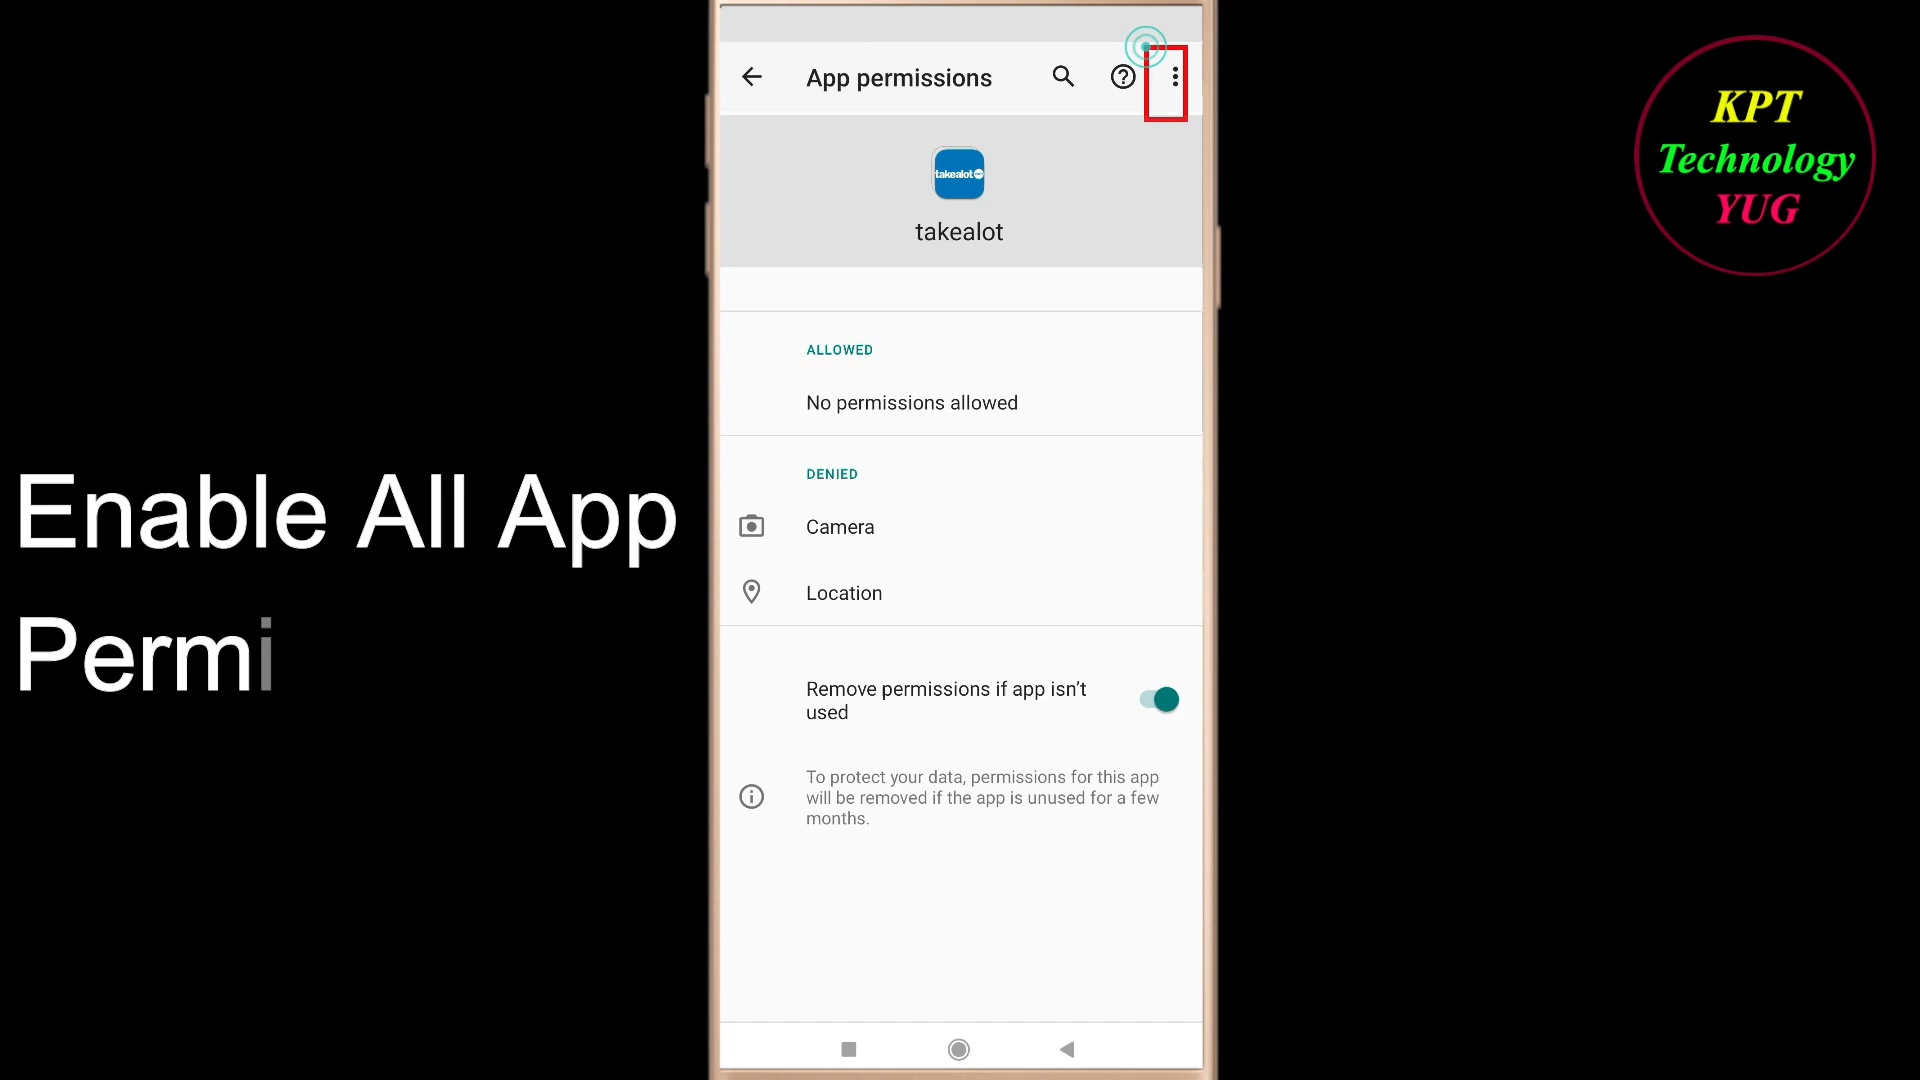 App permissions
takealot
takealot
ALLOWED
No permissions allowed
DENIED
Camera
Location
Remove permissions if app isn't
used
To protect your data, permissions for this app
will be removed if the app is unused for a few
months.
Enable All App
Permi
KPT
Technology
YUG